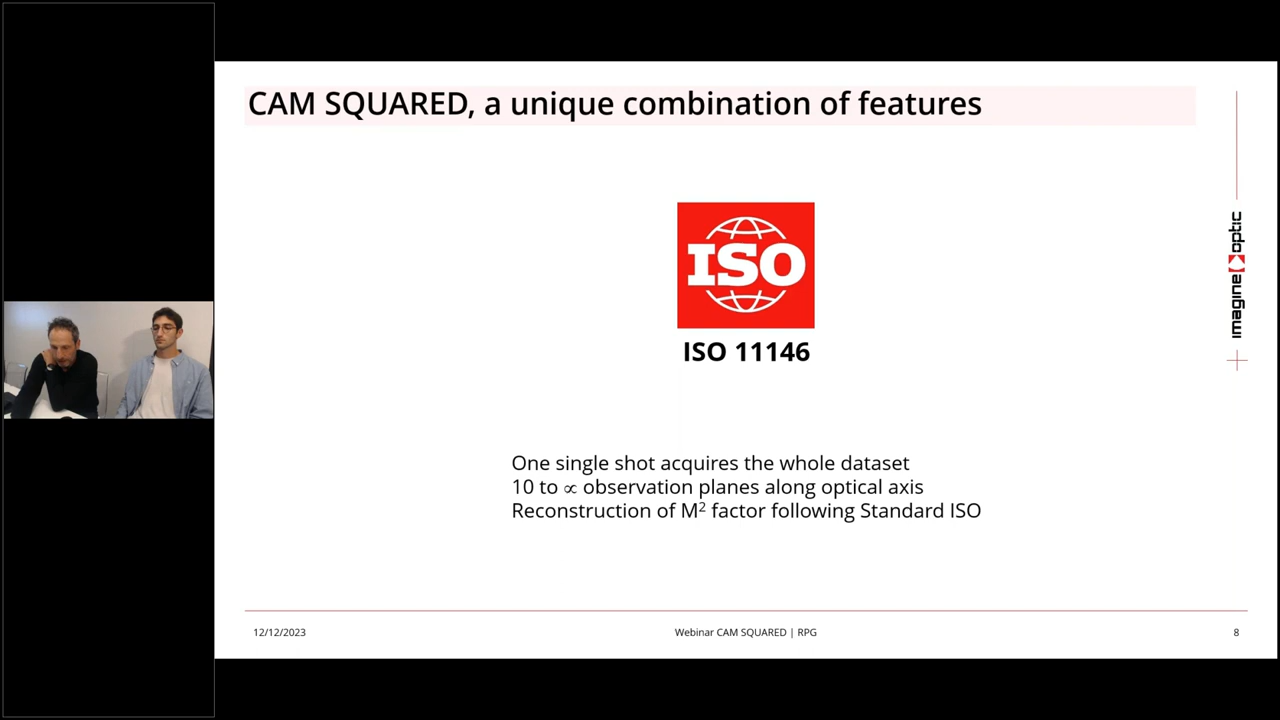 CAM SQUARED, a unique combination of features
ISO
ISO 11146
One single shot acquires the whole dataset
10 to ∝ observation planes along optical axis
Reconstruction of M² factor following Standard ISO
imagine optic
12/12/2023
Webinar CAM SQUARED | RPG
8